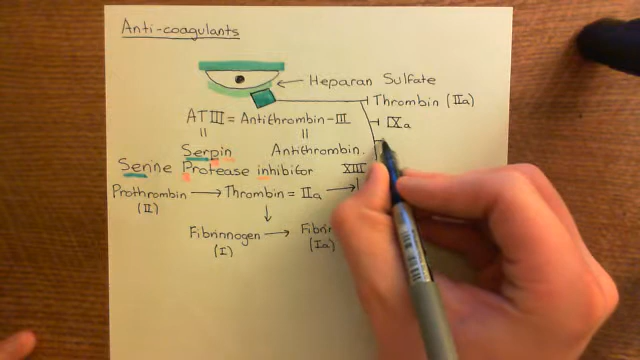 Anti-coagulants
Heparan Sulfate
Thrombin (IIa)
ATIII = Antithrombin-III
IXa
Serpin
Antithrombin.
Serine Protease inhibitor
XIII
Prothrombin → Thrombin = IIa →
(II)
Fibrinnogen →
(I)
(Ia)